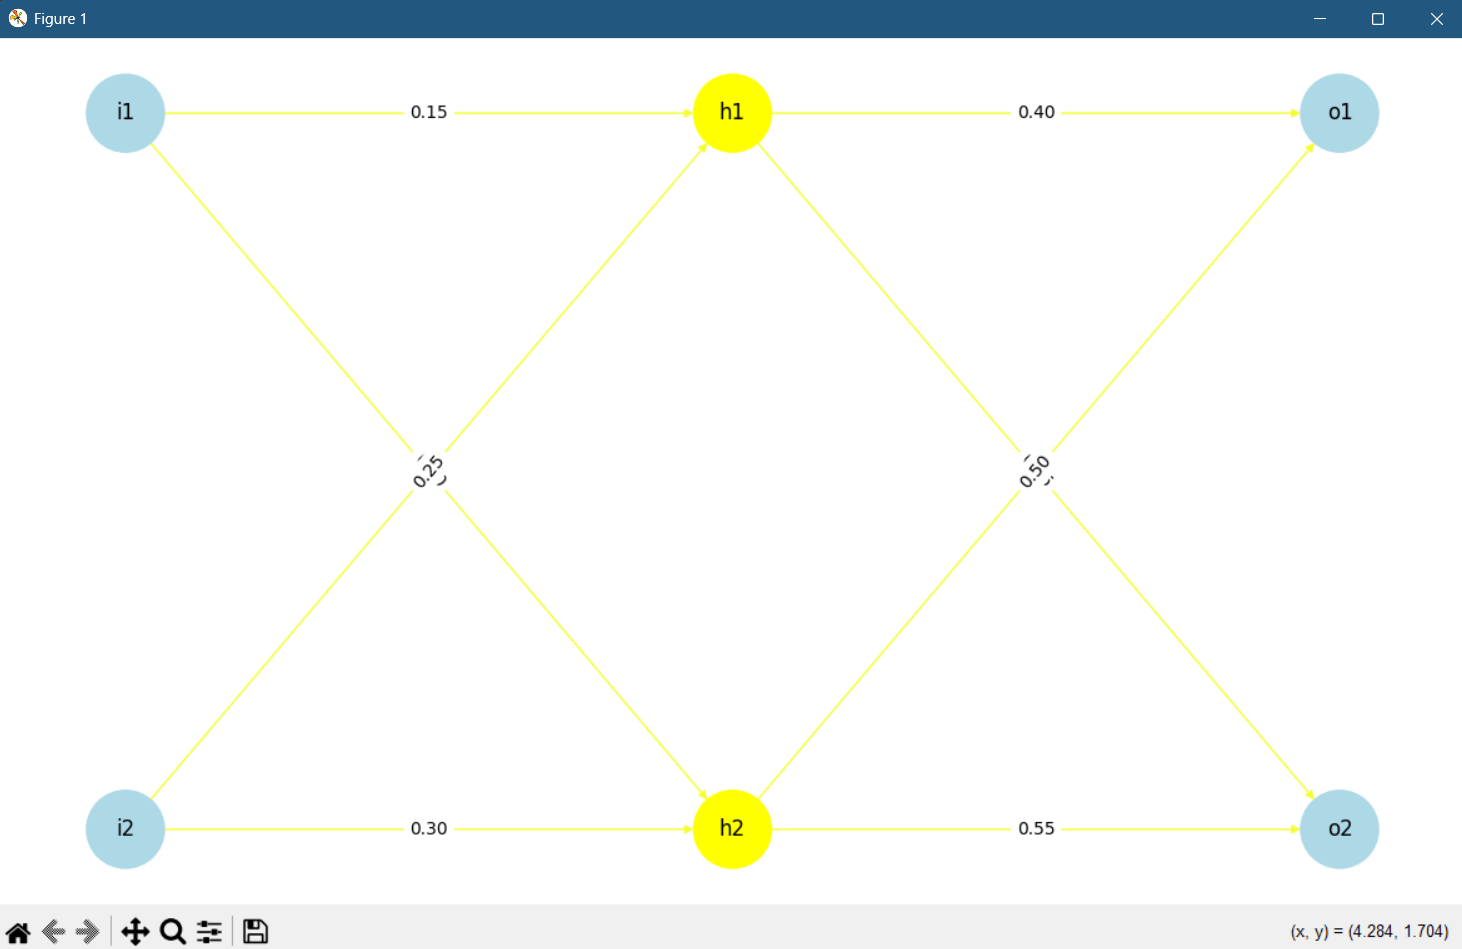 Figure 1
i1
0.15
h1
0.40
o1
0.25
0.50
i2
0.30
h2
0.55
o2
(x, y) = (4.284, 1.704)